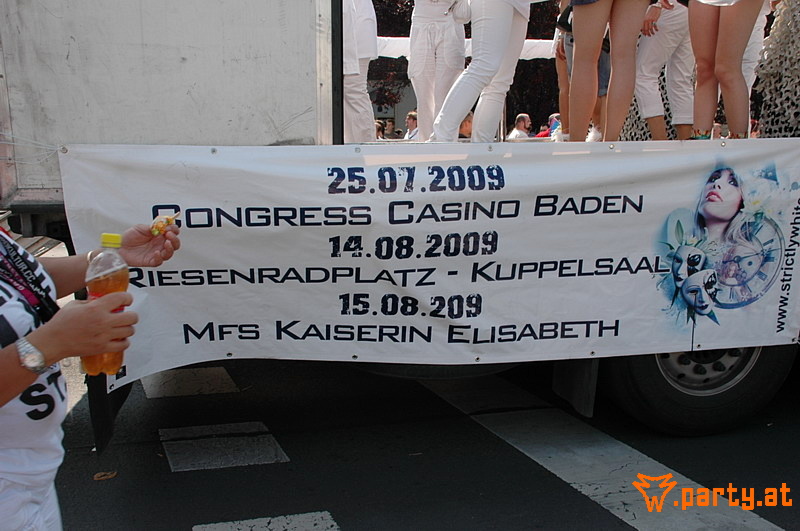 25.07.2009
CONGRESS CASINO BADEN
14.08.2009
RIESENRADPLATZ - KUPPELSAAL
15.08.209
MFS KAISERIN ELISABETH
www.strictlywhite
.party.at